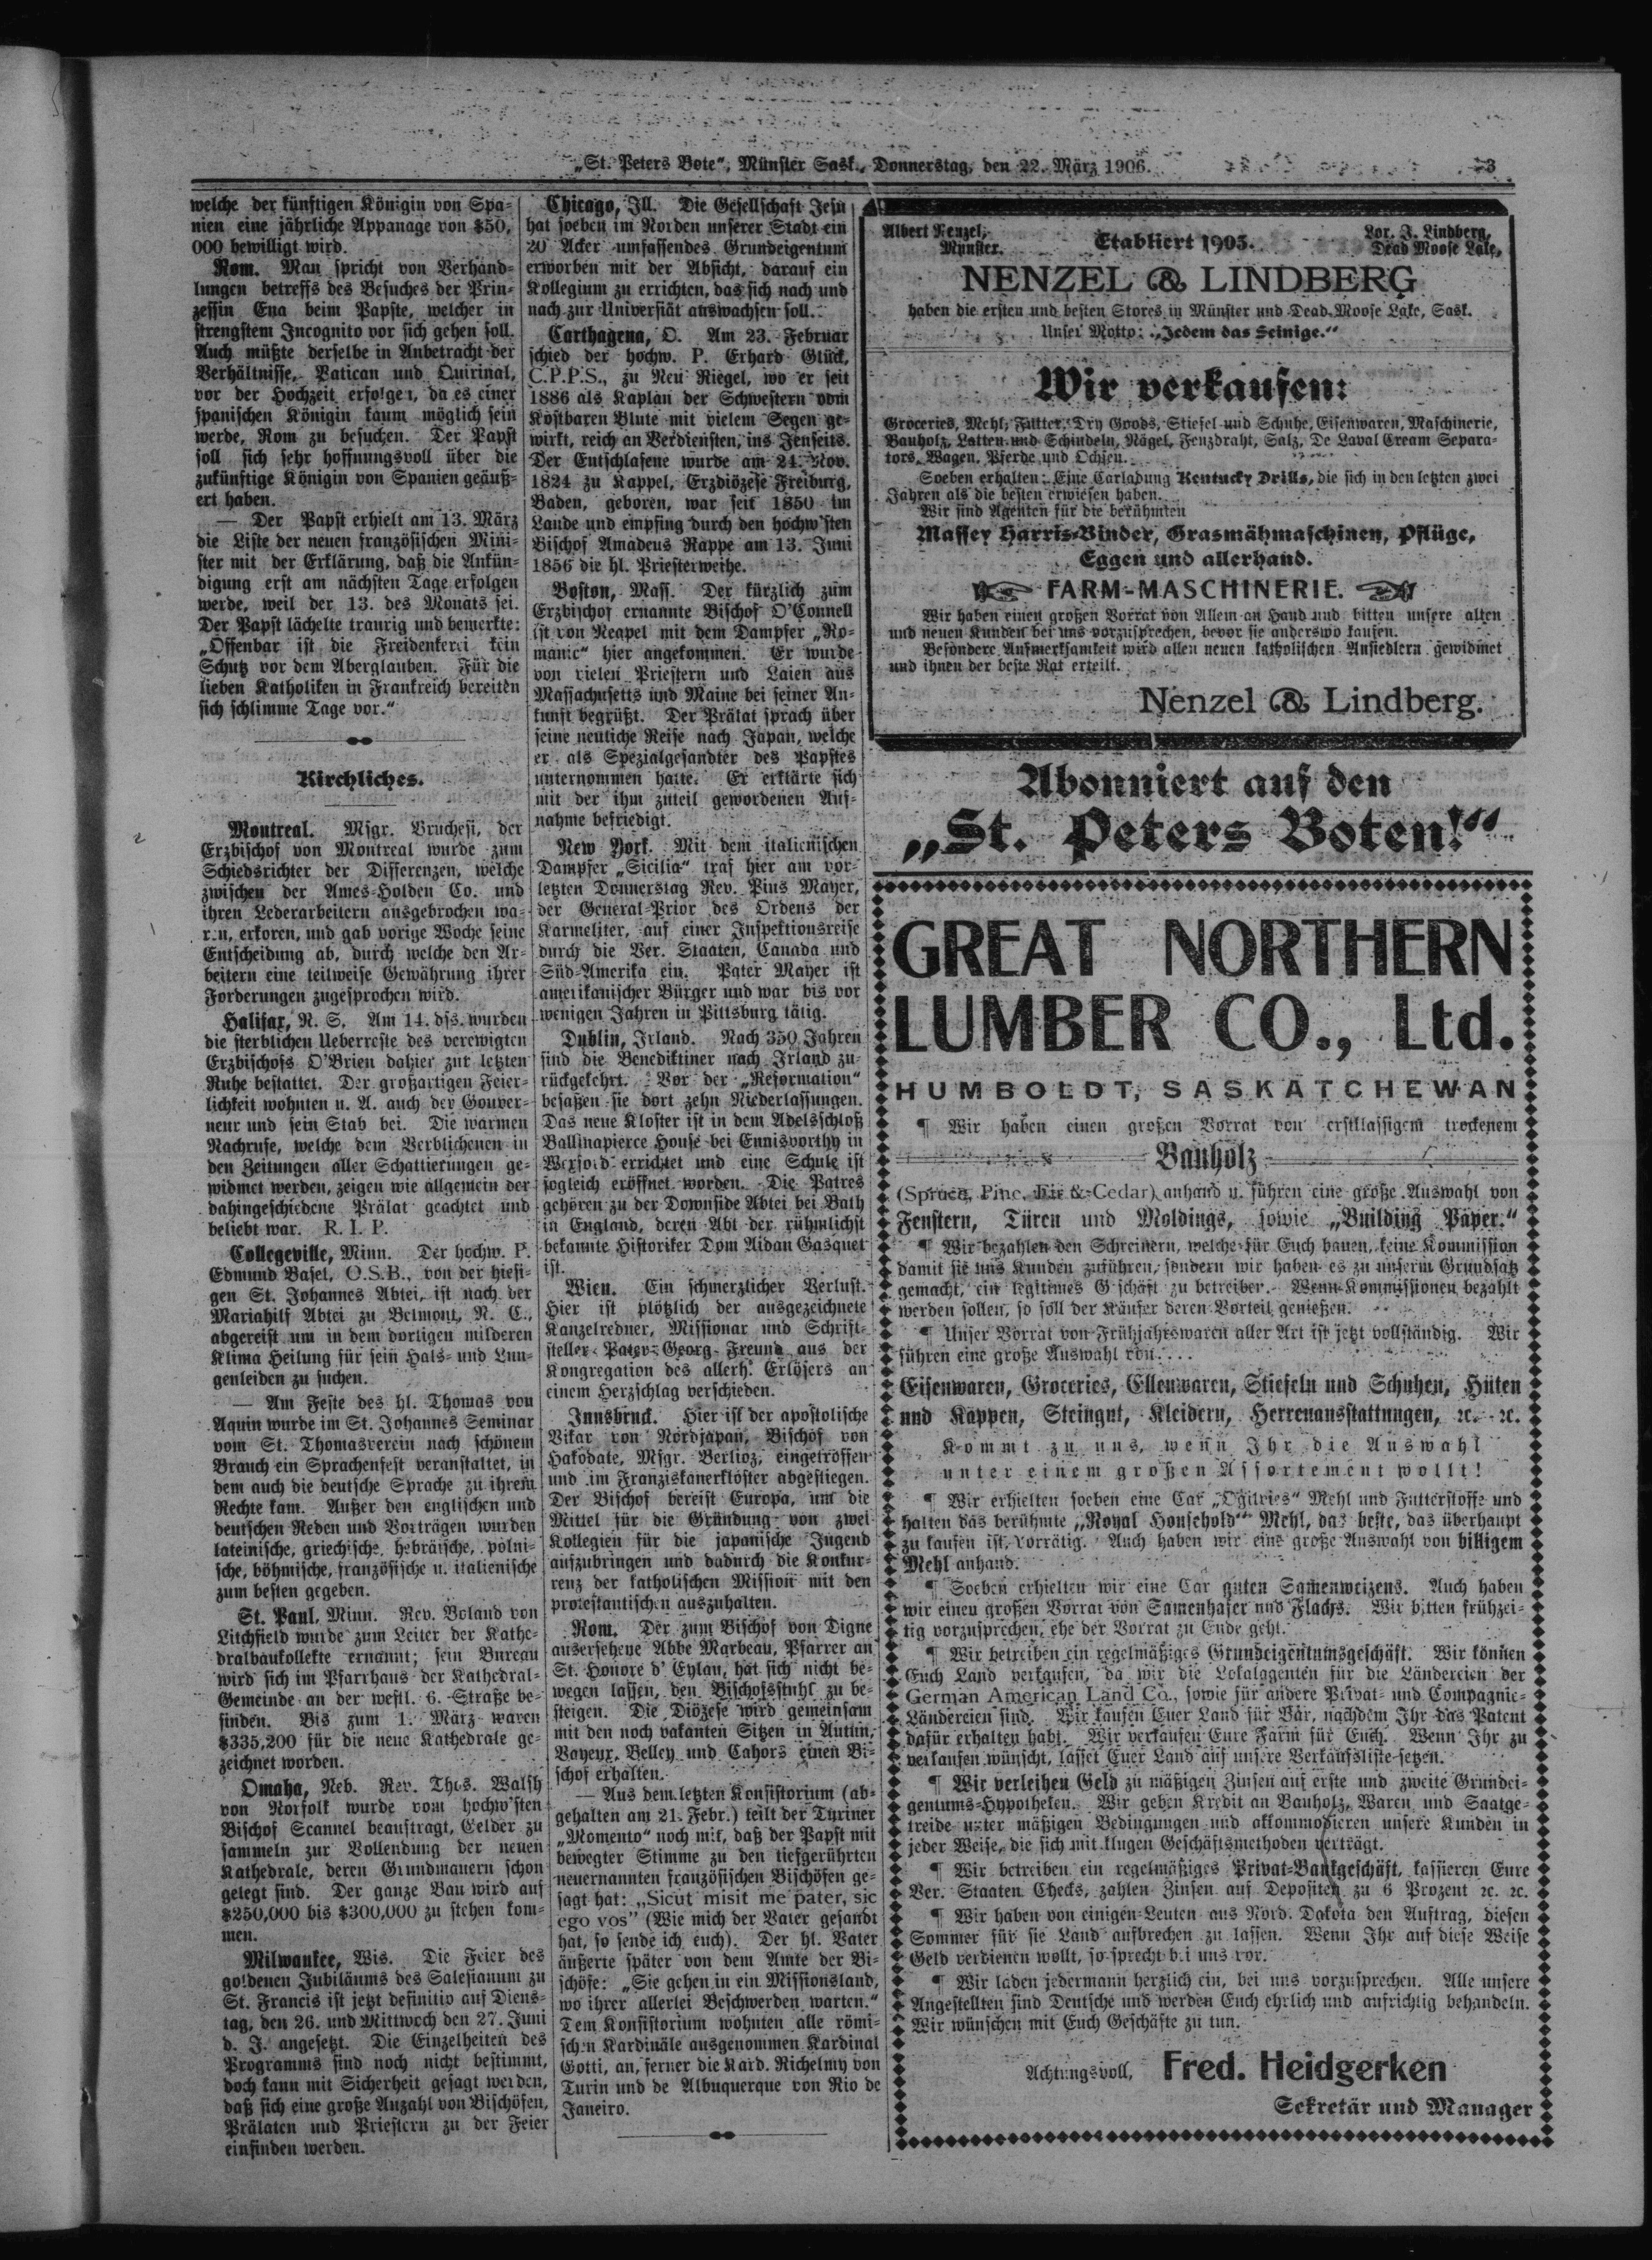 „St. Peters Bote“, Münster Sask., Donnerstag, den 22. März 1906.
3
welche der künftigen Königin von Spa-
nien eine jährliche Appanage von $50,
000 bewilligt wird.
Rom. Man spricht von Verhand-
lungen betreffs des Besuches der Prin-
zessin Ena beim Papste, welcher in
strengstem Incognito vor sich gehen soll.
Auch müßte derselbe in Anbetracht der
Verhältnisse, Vatican und Quirinal,
vor der Hochzeit erfolgen, da es einer
spanischen Königin kaum möglich sein
werde, Rom zu besuchen. Der Papst
soll sich sehr hoffnungsvoll über die
zukünftige Königin von Spanien geäuß-
ert haben.
— Der Papst erhielt am 13. März
die Liste der neuen französischen Mini-
ster mit der Erklärung, daß die Ankün-
digung erst am nächsten Tage erfolgen
werde, weil der 13. des Monats sei.
Der Papst lächelte traurig und bemerkte:
„Offenbar ist die Freidenkerei kein
Schutz vor dem Aberglauben. Für die
lieben Katholiken in Frankreich bereiten
sich schlimme Tage vor.“
Kirchliches.
Montreal. Msgr. Bruchesi, der
Erzbischof von Montreal wurde zum
Schiedsrichter der Differenzen, welche
zwischen der Ames-Holden Co. und
ihren Lederarbeitern ausgebrochen wa-
ren, erkoren, und gab vorige Woche seine
Entscheidung ab, durch welche den Ar-
beitern eine teilweise Gewährung ihrer
Forderungen zugesprochen wird.
Halifax, N. S. Am 14. dss. wurden
die sterblichen Ueberreste des verewigten
Erzbischofs O'Brien dahier zur letzten
Ruhe bestattet. Der großartigen Feier-
lichkeit wohnten u. A. auch der Gouver-
neur und sein Stab bei. Die warmen
Nachrufe, welche dem Verblichenen in
den Zeitungen aller Schattierungen ge-
widmet werden, zeigen wie allgemein der
dahingeschiedene Prälat geachtet und
beliebt war. R. I. P.
Collegeville, Minn. Der hochw. P.
Edmund Basel, O.S.B., von der hiesi-
gen St. Johannes Abtei, ist nach der
Mariahilf Abtei zu Belmont, N. C.,
abgereist um in dem dortigen milderen
Klima Heilung für sein Hals- und Lun-
genleiden zu suchen.
— Am Feste des hl. Thomas von
Aquin wurde im St. Johannes Seminar
vom St. Thomasverein nach schönem
Brauch ein Sprachenfest veranstaltet, in
dem auch die deutsche Sprache zu ihrem
Rechte kam. Außer den englischen und
deutschen Reden und Vorträgen wurden
lateinische, griechische, hebräische, polni-
sche, böhmische, französische u. italienische
zum besten gegeben.
St. Paul, Minn. Rev. Boland von
Litchfield wurde zum Leiter der Kathe-
dralbaukollekte ernannt; sein Bureau
wird sich im Pfarrhaus der Kathedral-
Gemeinde an der westl. 6. Straße be-
finden. Bis zum 1. März waren
$335,200 für die neue Kathedrale ge-
zeichnet worden.
Omaha, Neb. Rev. Thos. Walsh
von Norfolk wurde vom hochw'sten
Bischof Scannel beauftragt, Gelder zu
sammeln zur Vollendung der neuen
Kathedrale, deren Grundmauern schon
gelegt sind. Der ganze Bau wird auf
$250,000 bis $300,000 zu stehen kom-
men.
Milwaukee, Wis. Die Feier des
goldenen Jubiläums des Salesianum zu
St. Francis ist jetzt definitiv auf Diens-
tag, den 26. und Mittwoch den 27. Juni
d. J. angesetzt. Die Einzelheiten des
Programms sind noch nicht bestimmt,
doch kann mit Sicherheit gesagt werden,
daß sich eine große Anzahl von Bischöfen,
Prälaten und Priestern zu der Feier
einfinden werden.
Chicago, Ill. Die Gesellschaft Jesu
hat soeben im Norden unserer Stadt ein
20 Acker umfassendes Grundeigentum
erworben mit der Absicht, darauf ein
Kollegium zu errichten, das sich nach und
nach zur Universität auswachsen soll.
Carthagena, O. Am 23. Februar
schied der hochw. P. Erhard Glück,
C.P.P.S., zu Neu Riegel, wo er seit
1886 als Kaplan der Schwestern vom
Kostbaren Blute mit vielem Segen ge-
wirkt, reich an Verdiensten, ins Jenseits.
Der Entschlafene wurde am 24. Nov.
1824 zu Kappel, Erzdiözese Freiburg,
Baden, geboren, war seit 1850 im
Lande und empfing durch den hochw'sten
Bischof Amadeus Rappe am 13. Juni
1856 die hl. Priesterweihe.
Boston, Mass. Der kürzlich zum
Erzbischof ernannte Bischof O'Connell
ist von Neapel mit dem Dampfer „Ro-
manic“ hier angekommen. Er wurde
von vielen Priestern und Laien aus
Massachusetts und Maine bei seiner An-
kunft begrüßt. Der Prälat sprach über
seine neuliche Reise nach Japan, welche
er als Spezialgesandter des Papstes
unternommen hatte. Er erklärte sich
mit der ihm zuteil gewordenen Auf-
nahme befriedigt.
New York. Mit dem italienischen
Dampfer „Sicilia“ traf hier am vor-
letzten Donnerstag Rev. Pius Mayer,
der General-Prior des Ordens der
Karmeliter, auf einer Inspektionsreise
durch die Ver. Staaten, Canada und
Süd-Amerika ein. Pater Mayer ist
amerikanischer Bürger und war bis vor
wenigen Jahren in Pittsburg tätig.
Dublin, Irland. Nach 350 Jahren
sind die Benediktiner nach Irland zu-
rückgekehrt. Vor der „Reformation“
besaßen sie dort zehn Niederlassungen.
Das neue Kloster ist in dem Adelsschloß
Ballinapierce House bei Ennisvorthy in
Wexford errichtet und eine Schule ist
sogleich eröffnet worden. Die Patres
gehören zu der Downside Abtei bei Bath
in England, deren Abt der rühmlichst
bekannte Historiker Dom Aidan Gasquet
ist.
Wien. Ein schmerzlicher Verlust.
Hier ist plötzlich der ausgezeichnete
Kanzelredner, Missionar und Schrift-
steller Pater Georg Freund aus der
Kongregation des allerh. Erlösers an
einem Herzschlag verschieden.
Innsbruck. Hier ist der apostolische
Vikar von Nordjapan, Bischof von
Hakodate, Msgr. Berlioz, eingetroffen
und im Franziskanerkloster abgestiegen.
Der Bischof bereist Europa, um die
Mittel für die Gründung von zwei
Kollegien für die japanische Jugend
aufzubringen und dadurch die Konkur-
renz der katholischen Mission mit den
protestantischen auszuhalten.
Rom. Der zum Bischof von Digne
ausersehene Abbe Marbeau, Pfarrer an
St. Honore d' Eylau, hat sich nicht be-
wegen lassen, den Bischofsstuhl zu be-
steigen. Die Diözese wird gemeinsam
mit den noch vakanten Sitzen in Autun,
Bayeux, Belley und Cahors einen Bi-
schof erhalten.
— Aus dem letzten Konsistorium (ab-
gehalten am 21. Febr.) teilt der Turiner
„Momento“ noch mit, daß der Papst mit
bewegter Stimme zu den tiefgerührten
neuernannten französischen Bischöfen ge-
sagt hat: „Sicut misit me pater, sic
ego vos” (Wie mich der Vater gesandt
hat, so sende ich euch). Der hl. Vater
äußerte später von dem Amte der Bi-
schöfe: „Sie gehen in ein Missionsland,
wo ihrer allerlei Beschwerden warten.“
Dem Konsistorium wohnten alle römi-
schen Kardinäle ausgenommen Kardinal
Gotti, an, ferner die Kard. Richelmy von
Turin und de Albuquerque von Rio de
Janeiro.
Albert Nenzel,
Münster.
Etabliert 1903.
Lor. J. Lindberg,
Dead Moose Lake,
NENZEL & LINDBERG
haben die ersten und besten Stores in Münster und Dead Moose Lake, Sask.
Unser Motto: „Jedem das Seinige.“
Wir verkaufen:
Groceries, Mehl, Futter, Dry Goods, Stiefel und Schuhe, Eisenwaren, Maschinerie,
Bauholz, Latten und Schindeln, Nägel, Fenzdraht, Salz, De Laval Cream Separa-
tors, Wagen, Pferde und Ochsen.
Soeben erhalten: Eine Carladung Kentucky Drills, die sich in den letzten zwei
Jahren als die besten erwiesen haben.
Wir sind Agenten für die berühmten
Massey Harris-Binder, Grasmähmaschinen, Pflüge,
Eggen und allerhand.
FARM-MASCHINERIE.
Wir haben einen großen Vorrat von Allem an Hand und bitten unsere alten
und neuen Kunden bei uns vorzusprechen, bevor sie anderswo kaufen.
Besondere Aufmerksamkeit wird allen neuen katholischen Ansiedlern gewidmet
und ihnen der beste Rat erteilt.
Nenzel & Lindberg.
Abonniert auf den
„St. Peters Boten!“
GREAT NORTHERN
LUMBER CO., Ltd.
HUMBOLDT, SASKATCHEWAN
¶ Wir haben einen großen Vorrat von erstklassigem trockenem
Bauholz
(Spruce, Pine, Fir & Cedar) anhand u. führen eine große Auswahl von
Fenstern, Türen und Moldings, sowie „Building Paper.“
¶ Wir bezahlen den Schreinern, welche für Euch bauen, keine Kommission
damit sie uns Kunden zuführen, sondern wir haben es zu unserm Grundsatz
gemacht, ein legitimes Geschäft zu betreiben. Wenn Kommissionen bezahlt
werden sollen, so soll der Käufer deren Vorteil genießen.
¶ Unser Vorrat von Frühjahrswaren aller Art ist jetzt vollständig. Wir
führen eine große Auswahl von....
Eisenwaren, Groceries, Ellenwaren, Stiefeln und Schuhen, Hüten
und Kappen, Steingut, Kleidern, Herrenausstattungen, ꝛc. ꝛc.
Kommt zu uns, wenn Ihr die Auswahl
unter einem großen Assortement wollt!
¶ Wir erhielten soeben eine Car „Ogilvies“ Mehl und Futterstoffe und
halten das berühmte „Royal Household“ Mehl, das beste, das überhaupt
zu kaufen ist, vorrätig. Auch haben wir eine große Auswahl von billigem
Mehl anhand.
¶ Soeben erhielten wir eine Car guten Samenweizens. Auch haben
wir einen großen Vorrat von Samenhafer und Flachs. Wir bitten frühzei-
tig vorzusprechen, ehe der Vorrat zu Ende geht.
¶ Wir betreiben ein regelmäßiges Grundeigentumsgeschäft. Wir können
Euch Land verkaufen, da wir die Lokalagenten für die Ländereien der
German American Land Co., sowie für andere Privat- und Compagnie-
Ländereien sind. Wir kaufen Euer Land für Bar, nachdem Ihr das Patent
dafür erhalten habt. Wir verkaufen Eure Farm für Euch. Wenn Ihr zu
verkaufen wünscht, lasset Euer Land auf unsere Verkaufsliste setzen.
¶ Wir verleihen Geld zu mäßigen Zinsen auf erste und zweite Grundei-
gentums-Hypotheken. Wir geben Kredit an Bauholz, Waren und Saatge-
treide unter mäßigen Bedingungen und akkommodieren unsere Kunden in
jeder Weise, die sich mit klugen Geschäftsmethoden verträgt.
¶ Wir betreiben ein regelmäßiges Privat-Bankgeschäft, kassieren Eure
Ver. Staaten Checks, zahlen Zinsen auf Depositen zu 6 Prozent ꝛc. ꝛc.
¶ Wir haben von einigen Leuten aus Nord. Dakota den Auftrag, diesen
Sommer für sie Land aufbrechen zu lassen. Wenn Ihr auf diese Weise
Geld verdienen wollt, so sprecht bei uns vor.
¶ Wir laden jedermann herzlich ein, bei uns vorzusprechen. Alle unsere
Angestellten sind Deutsche und werden Euch ehrlich und aufrichtig behandeln.
Wir wünschen mit Euch Geschäfte zu tun.
Achtungsvoll, Fred. Heidgerken
Sekretär und Manager